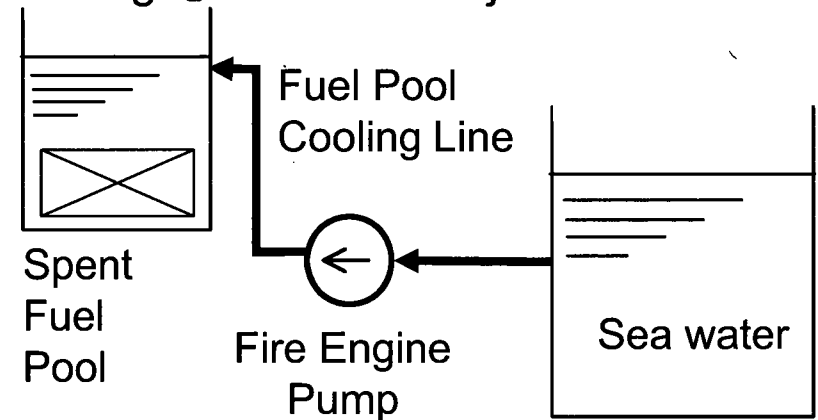 Fuel Pool
Cooling Line
Spent
Fuel
Pool
Fire Engine
Pump
Sea water